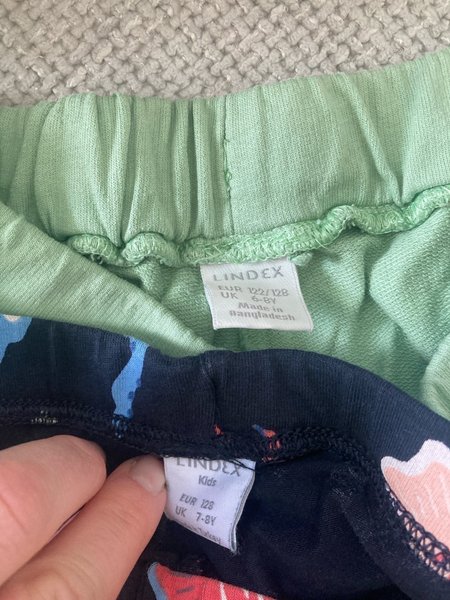 LINDEX
EUR 122/128
UK 6-8Y
Made in
Bangladesh
LINDEX
Kids
EUR 128
UK 7-8Y